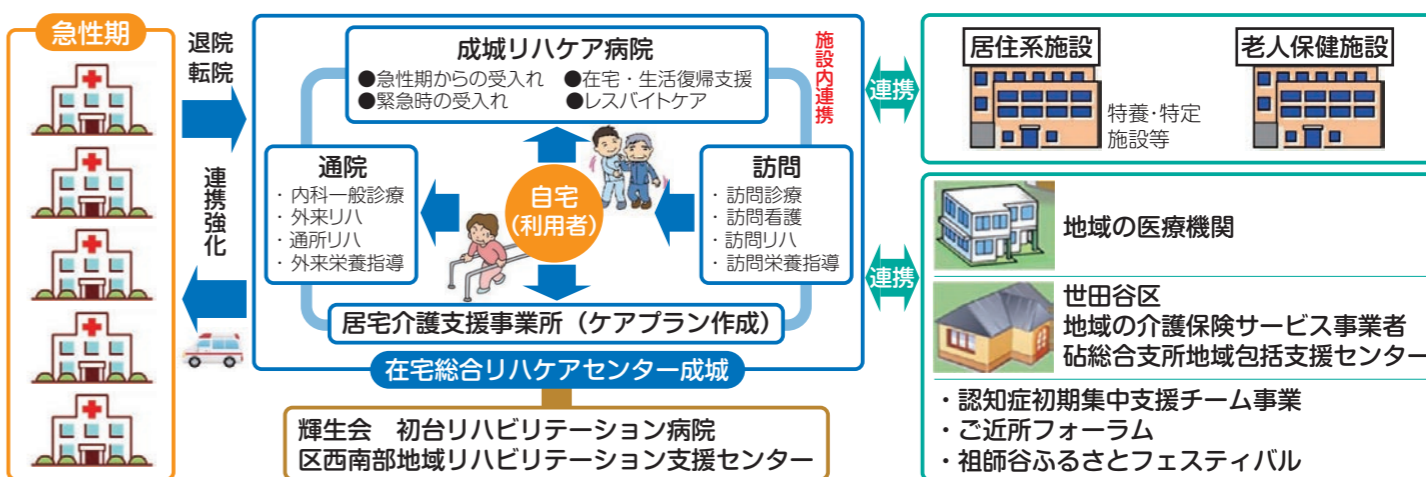 急性期
退院
転院
連携強化
成城リハケア病院
●急性期からの受入れ ●在宅・生活復帰支援
●緊急時の受入れ ●レスパイトケア
施設内連携
通院
・内科一般診療
・外来リハ
・通所リハ
・外来栄養指導
自宅
(利用者)
訪問
・訪問診療
・訪問看護
・訪問リハ
・訪問栄養指導
居宅介護支援事業所（ケアプラン作成）
在宅総合リハケアセンター成城
輝生会　初台リハビリテーション病院
区西南部地域リハビリテーション支援センター
連携
居住系施設
特養・特定
施設等
老人保健施設
連携
地域の医療機関
世田谷区
地域の介護保険サービス事業者
砧総合支所地域包括支援センター
・認知症初期集中支援チーム事業
・ご近所フォーラム
・祖師谷ふるさとフェスティバル